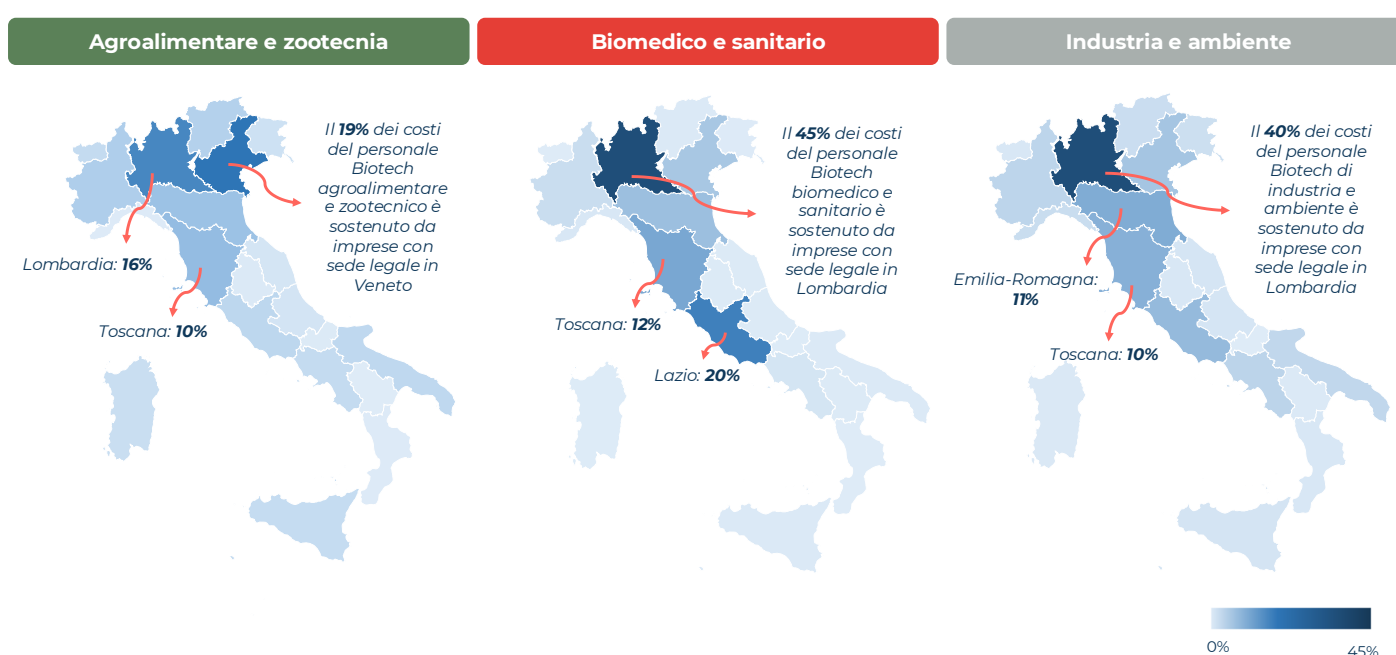 Agroalimentare e zootecnia
Il 19% dei costi
del personale
Biotech
agroalimentare
e zootecnico è
sostenuto da
imprese con
sede legale in
Veneto
Lombardia: 16%
Toscana: 10%
Biomedico e sanitario
Il 45% dei costi
del personale
Biotech
biomedico e
sanitario è
sostenuto da
imprese con
sede legale in
Lombardia
Toscana: 12%
Lazio: 20%
Industria e ambiente
Il 40% dei costi
del personale
Biotech di
industria e
ambiente è
sostenuto da
imprese con
sede legale in
Lombardia
Emilia-Romagna:
11%
Toscana: 10%
0%
45%